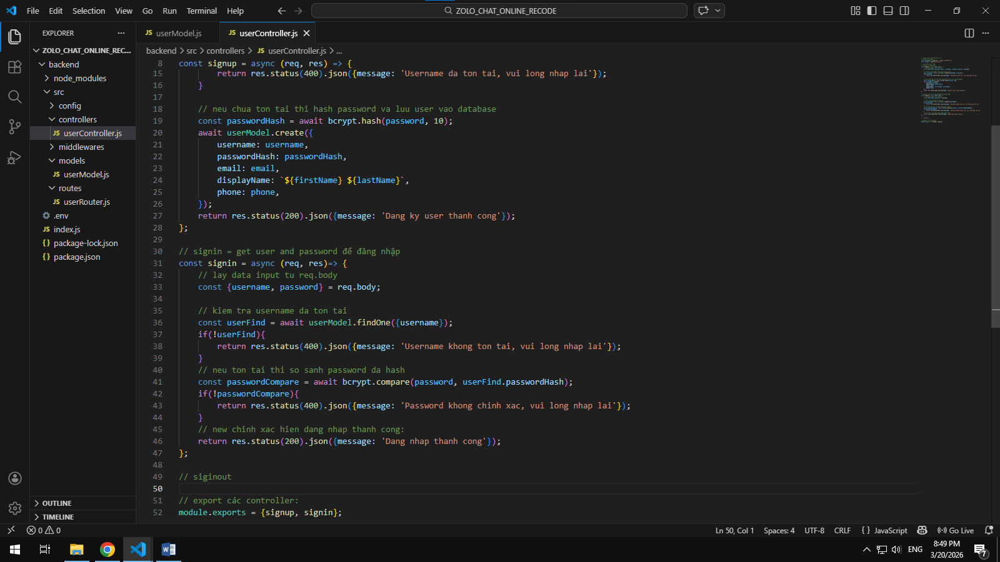 File Edit Selection View Go Run Terminal Help
ZOLO_CHAT_ONLINE_RECODE
EXPLORER
ZOLO_CHAT_ONLINE_REC...
backend
node_modules
src
config
controllers
JS userController.js
middlewares
models
JS userModel.js
routes
JS userRouter.js
.env
JS index.js
{} package-lock.json
{} package.json
OUTLINE
TIMELINE
JS userModel.js
JS userController.js
backend > src > controllers > JS userController.js > ...
8 const signup = async (req, res) => {
15 return res.status(400).json({message: 'Username da ton tai, vui long nhap lai'});
16 }
17
18 // neu chua ton tai thi hash password va luu user vao database
19 const passwordHash = await bcrypt.hash(password, 10);
20 await userModel.create({
21 username: username,
22 passwordHash: passwordHash,
23 email: email,
24 displayName: `${firstName} ${lastName}`,
25 phone: phone,
26 });
27 return res.status(200).json({message: 'Dang ky user thanh cong'});
28 };
29
30 // signin = get user and password để đăng nhập
31 const signin = async (req, res)=> {
32 // lay data input tu req.body
33 const {username, password} = req.body;
34
35 // kiem tra username da ton tai
36 const userFind = await userModel.findOne({username});
37 if(!userFind){
38 return res.status(400).json({message: 'Username khong ton tai, vui long nhap lai'});
39 }
40 // neu ton tai thi so sanh password da hash
41 const passwordCompare = await bcrypt.compare(password, userFind.passwordHash);
42 if(!passwordCompare){
43 return res.status(400).json({message: 'Password khong chinh xac, vui long nhap lai'});
44 }
45 // new chinh xac hien dang nhap thanh cong:
46 return res.status(200).json({message: 'Dang nhap thanh cong'});
47 };
48
49 // siginout
50
51 // export các controller:
52 module.exports = {signup, signin};
0 0
Ln 50, Col 1 Spaces: 4 UTF-8 CRLF {} JavaScript Go Live
ENG
8:49 PM
3/20/2026
7